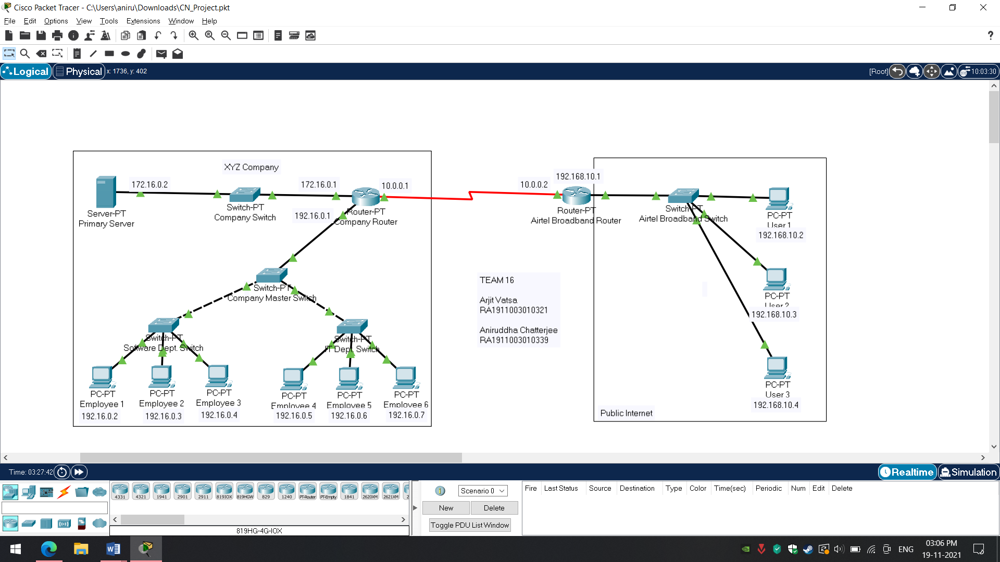 Cisco Packet Tracer - C:\Users\aniru\Downloads\CN_Project.pkt
File Edit Options View Tools Extensions Window Help
?
Logical Physical x: 1736, y: 402
[Root] 10:03:30
XYZ Company
172.16.0.2
172.16.0.1
10.0.0.1
Server-PT
Primary Server
Switch-PT
Company Switch
192.16.0.1
Router-PT
Company Router
10.0.0.2
192.168.10.1
Router-PT
Airtel Broadband Router
Switch-PT
Airtel Broadband Switch
PC-PT
User 1
192.168.10.2
PC-PT
User 2
192.168.10.3
PC-PT
User 3
192.168.10.4
Public Internet
Switch-PT
Company Master Switch
Switch-PT
Software Dept. Switch
Switch-PT
IT Dept. Switch
PC-PT
Employee 1
192.16.0.2
PC-PT
Employee 2
192.16.0.3
PC-PT
Employee 3
192.16.0.4
PC-PT
Employee 4
192.16.0.5
PC-PT
Employee 5
192.16.0.6
PC-PT
Employee 6
192.16.0.7
TEAM 16
Arjit Vatsa
RA1911003010321
Aniruddha Chatterjee
RA1911003010339
Time: 03:27:42
Realtime Simulation
4331 4321 1941 2901 2911 819IOX 819HGW 829 1240 PT-Router PT-Empty 1841 2620XM 2621XM 2
819HG-4G-IOX
1 Scenario 0
New Delete
Toggle PDU List Window
Fire Last Status Source Destination Type Color Time(sec) Periodic Num Edit Delete
ENG
03:06 PM
19-11-2021